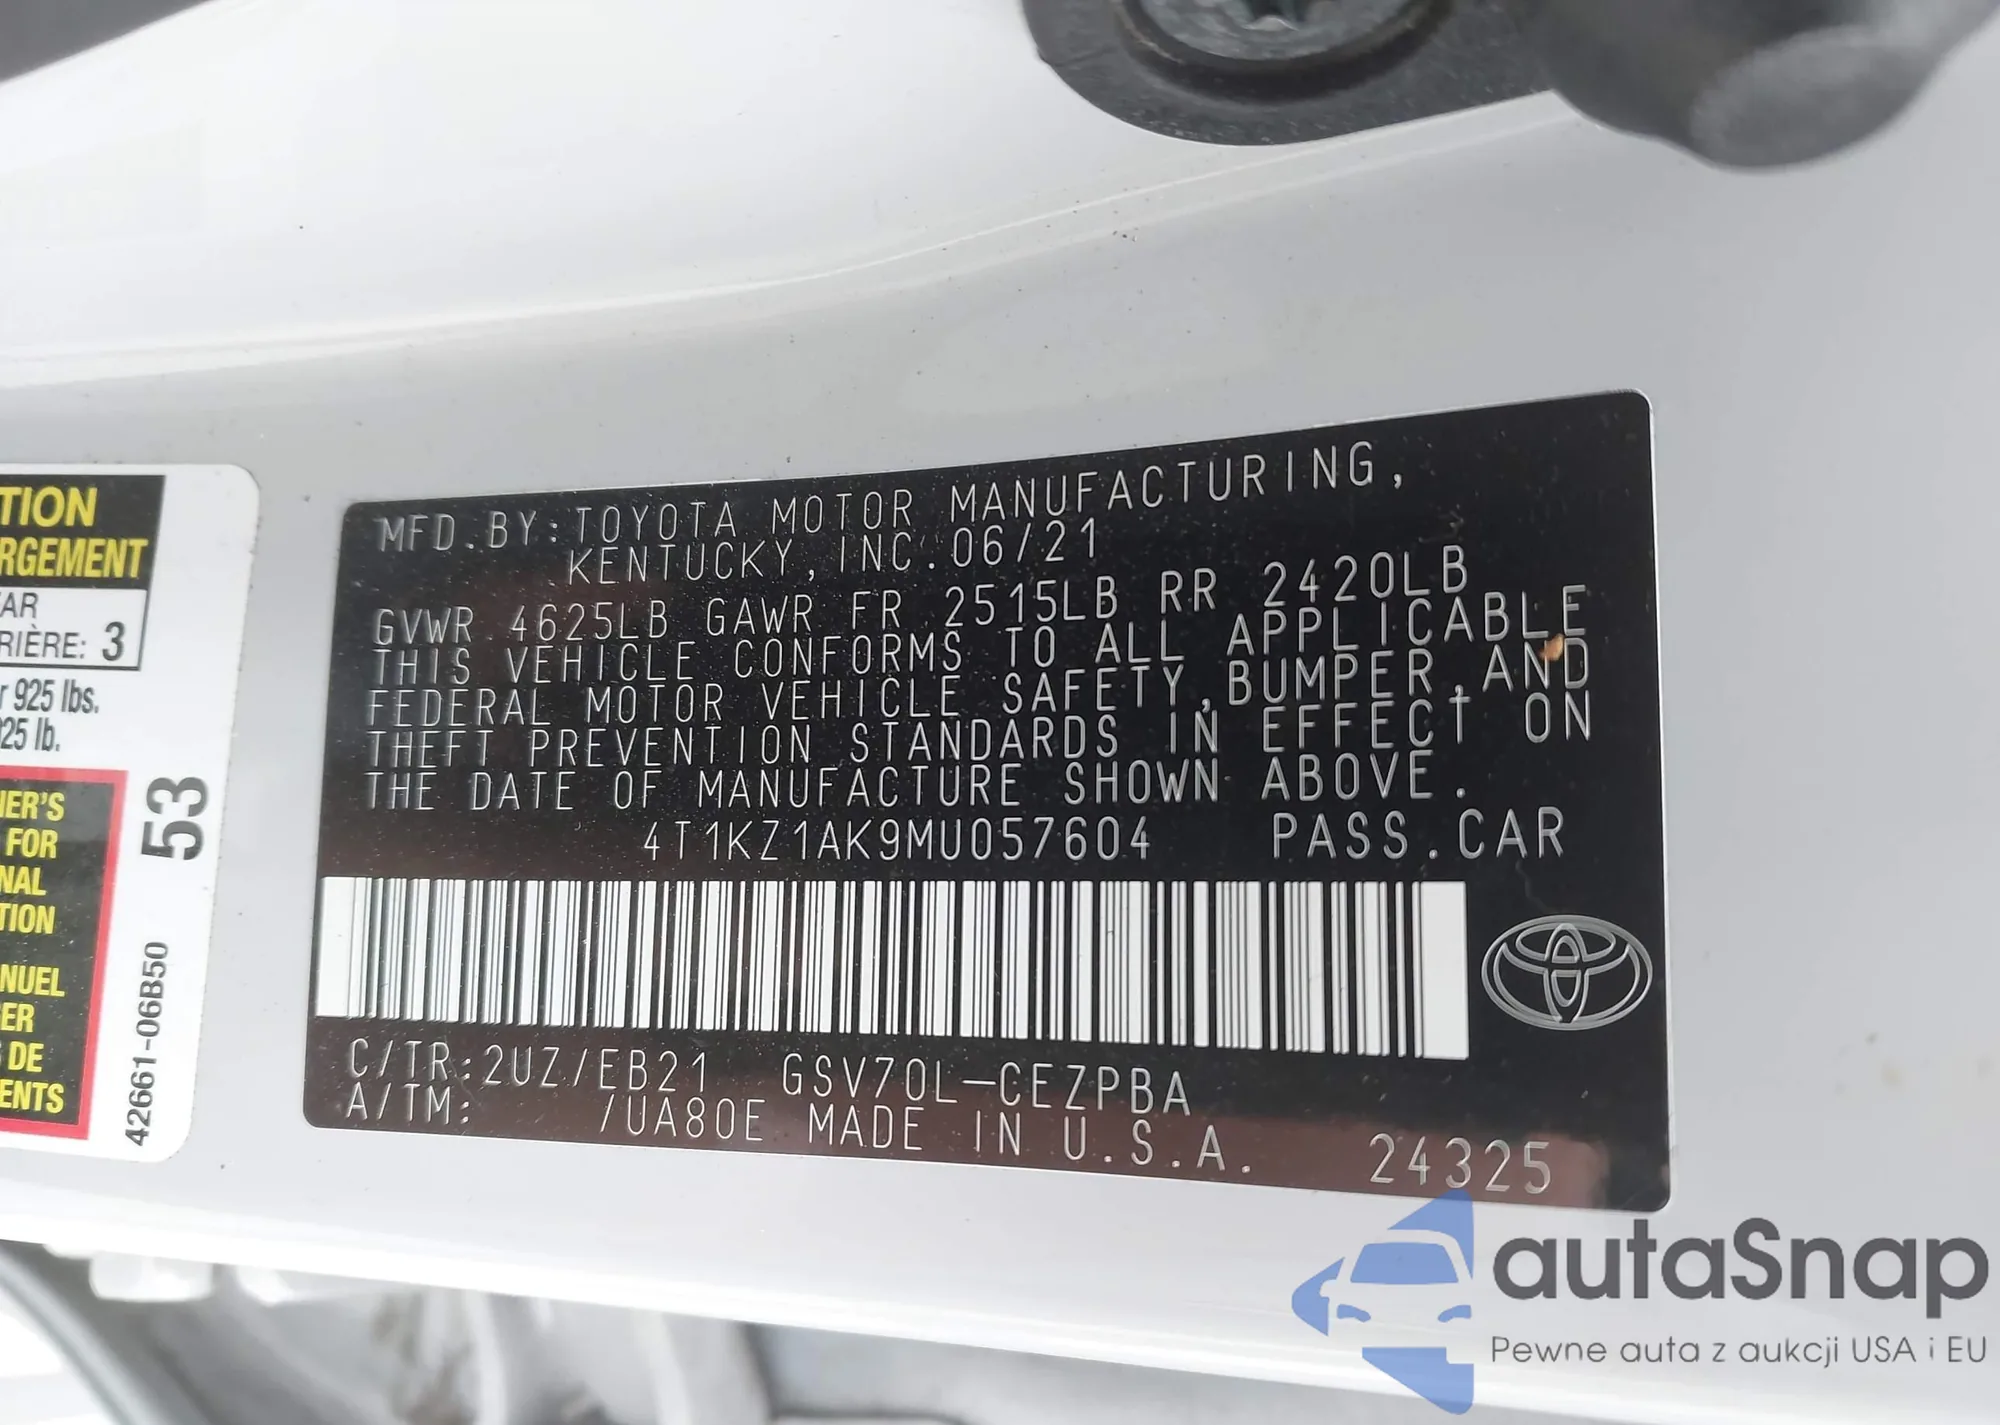 TION
RGEMENT
AR
RIÈRE: 3
r 925 lbs.
25 lb.
IER'S
FOR
NAL
TION
NUEL
ER
DE
ENTS
53
42661-06B50
MFD.BY:TOYOTA MOTOR MANUFACTURING,
KENTUCKY,INC.06/21
GVWR 4625LB GAWR FR 2515LB RR 2420LB
THIS VEHICLE CONFORMS TO ALL APPLICABLE
FEDERAL MOTOR VEHICLE SAFETY,BUMPER,AND
THEFT PREVENTION STANDARDS IN EFFECT ON
THE DATE OF MANUFACTURE SHOWN ABOVE.
4T1KZ1AK9MU057604 PASS.CAR
C/TR:2UZ/EB21 GSV70L-CEZPBA
A/TM: /UA80E MADE IN U.S.A. 24325
autaSnap
Pewne auta z aukcji USA i EU